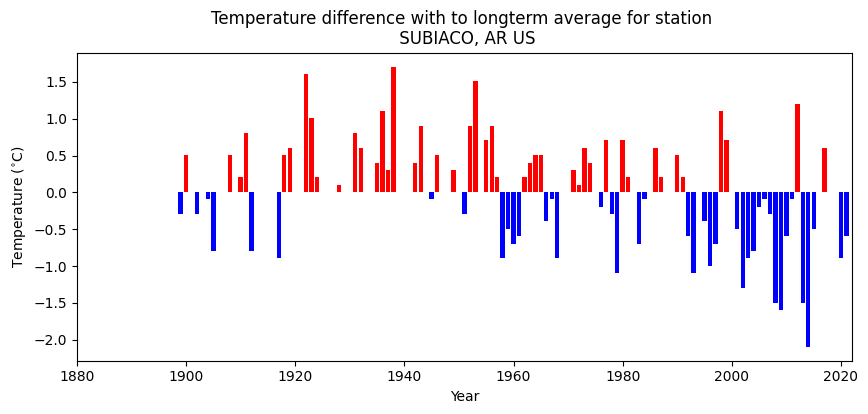 Temperature difference with to longterm average for station
SUBIACO, AR US
Temperature (°C)
1.5
1.0
0.5
0.0
−0.5
−1.0
−1.5
−2.0
1880 1900 1920 1940 1960 1980 2000 2020
Year